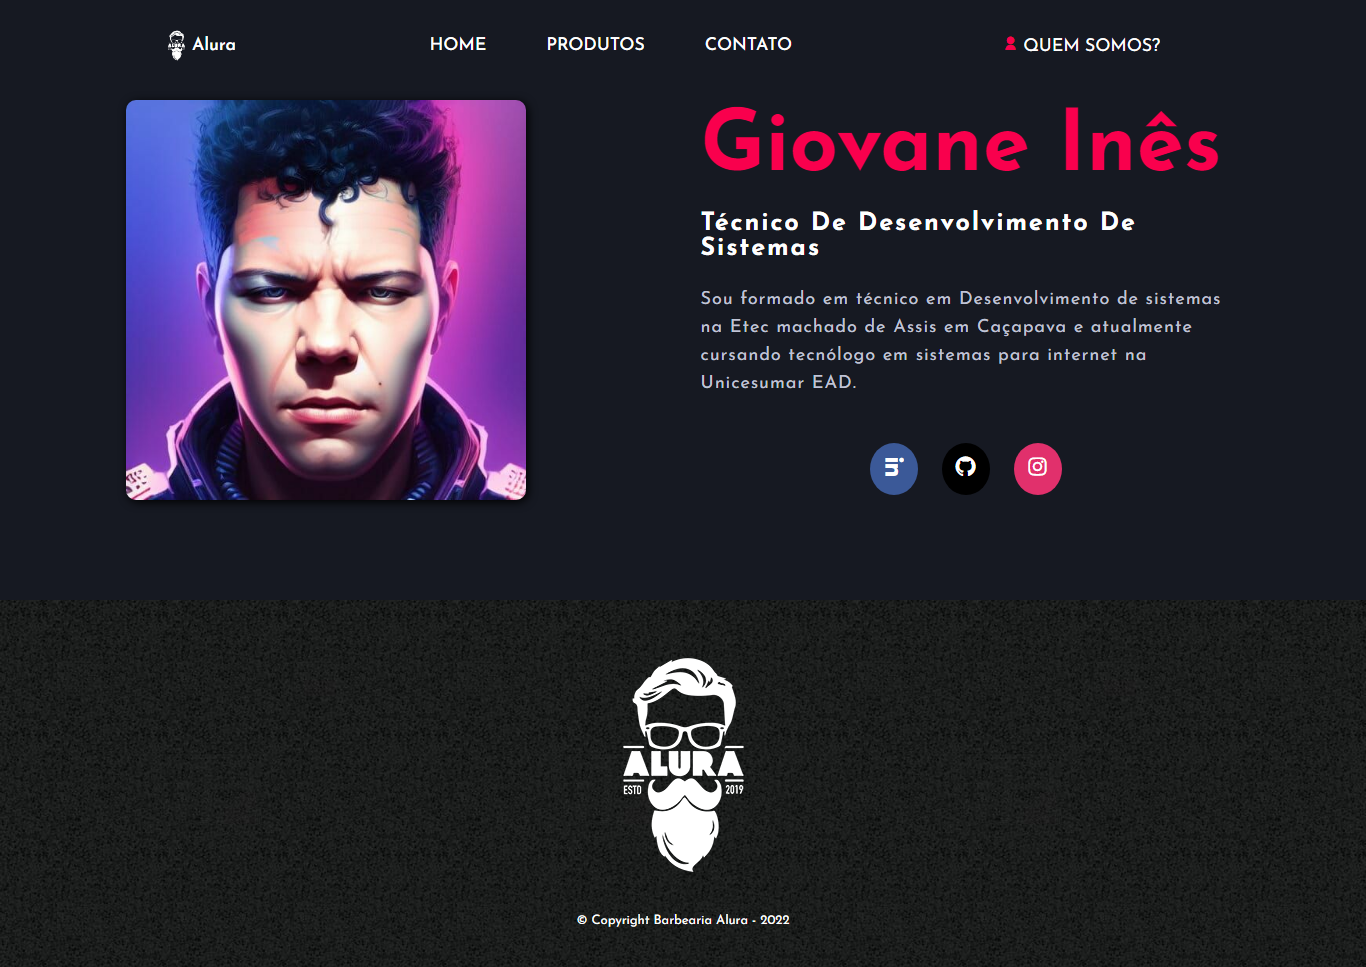 Alura
HOME
PRODUTOS
CONTATO
QUEM SOMOS?
Giovane Inês
Técnico De Desenvolvimento De
Sistemas
Sou formado em técnico em Desenvolvimento de sistemas
na Etec machado de Assis em Caçapava e atualmente
cursando tecnólogo em sistemas para internet na
Unicesumar EAD.
ALURA
ESTD 2019
© Copyright Barbearia Alura - 2022